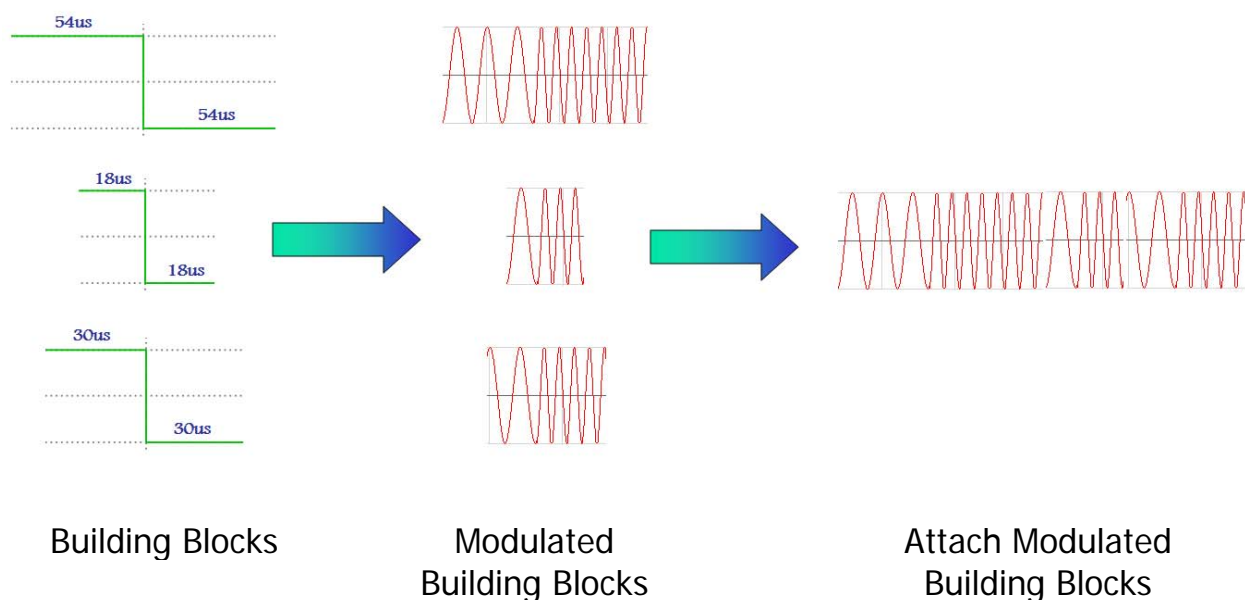 54us
54us
18us
18us
30us
30us
Building Blocks
Modulated
Building Blocks
Attach Modulated
Building Blocks